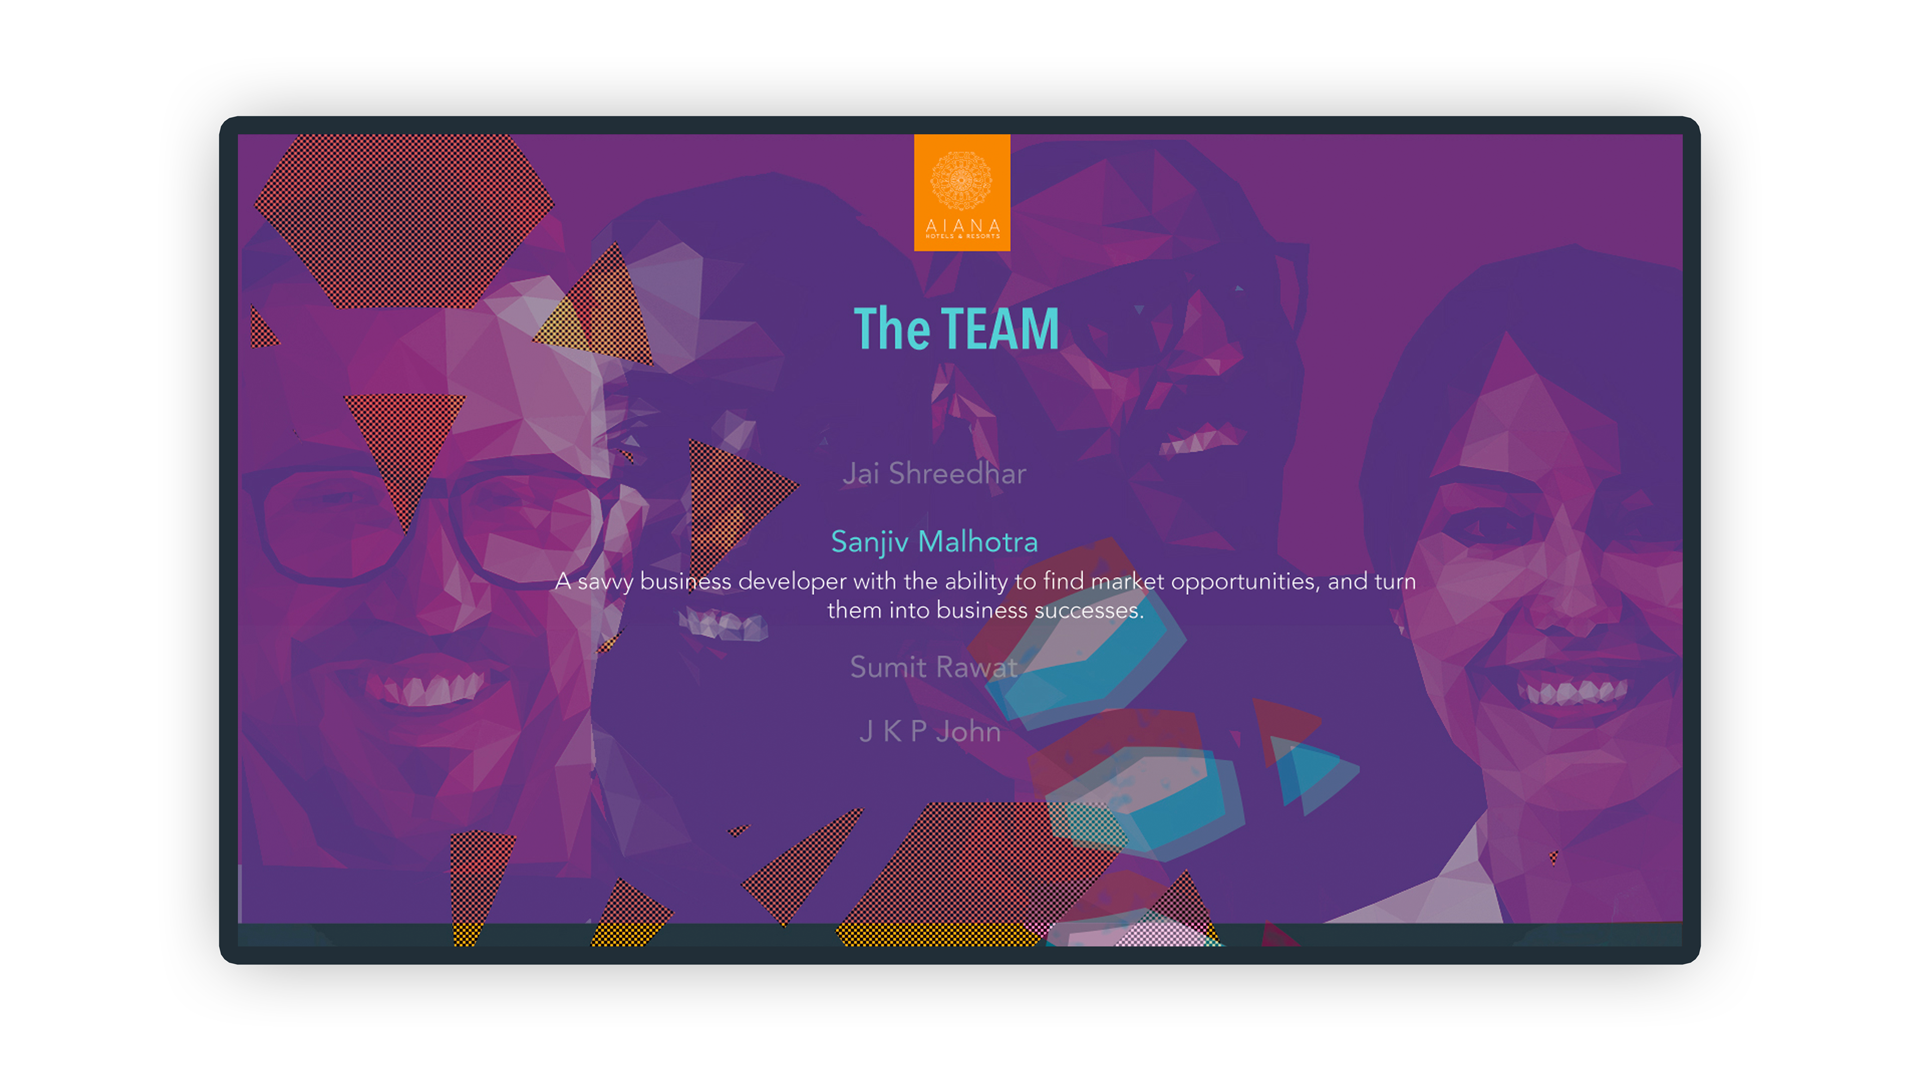 AIANA
HOTELS & RESORTS
The TEAM
Jai Shreedhar
Sanjiv Malhotra
A savvy business developer with the ability to find market opportunities, and turn
them into business successes.
Sumit Rawat
J K P John